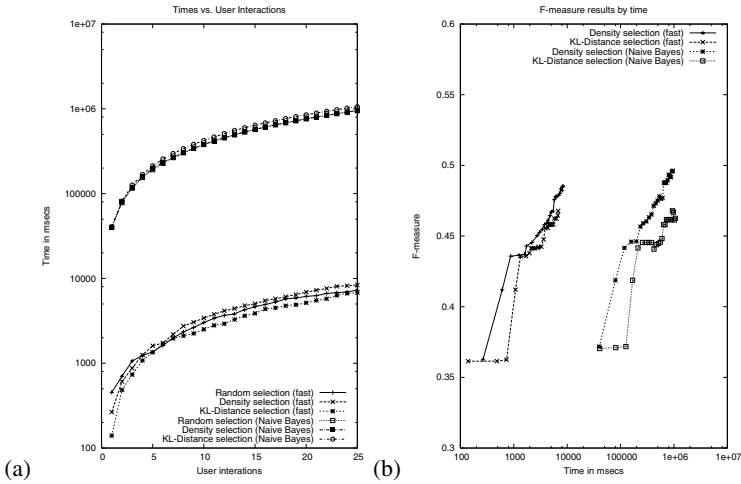 Times vs. User Interactions
1e+07
1e+06
100000
10000
1000
100
Time in msecs
0 5 10 15 20 25
User interations
Random selection (fast)
Density selection (fast)
KL-Distance selection (fast)
Random selection (Naive Bayes)
Density selection (Naive Bayes)
KL-Distance selection (Naive Bayes)
(a)
F-measure results by time
0.6
0.55
0.5
0.45
0.4
0.35
0.3
F-measure
100 1000 10000 100000 1e+06 1e+07
Time in msecs
Density selection (fast)
KL-Distance selection (fast)
Density selection (Naive Bayes)
KL-Distance selection (Naive Bayes)
(b)